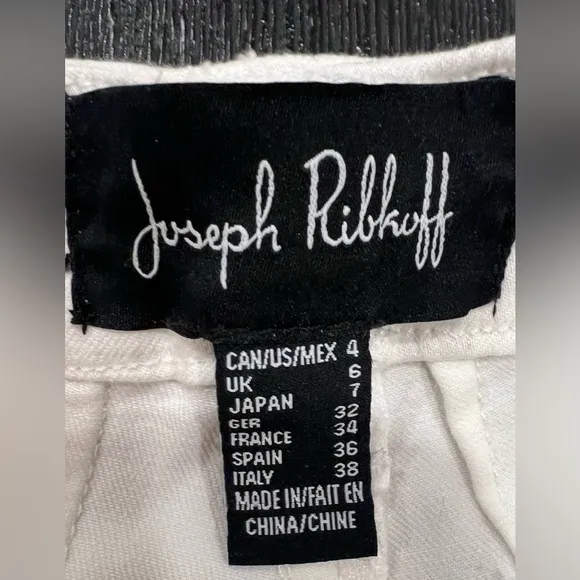 Joseph Ribkoff
CAN/US/MEX 4
UK 6
JAPAN 7
GER 32
FRANCE 34
SPAIN 36
ITALY 38
MADE IN/FAIT EN
CHINA/CHINE